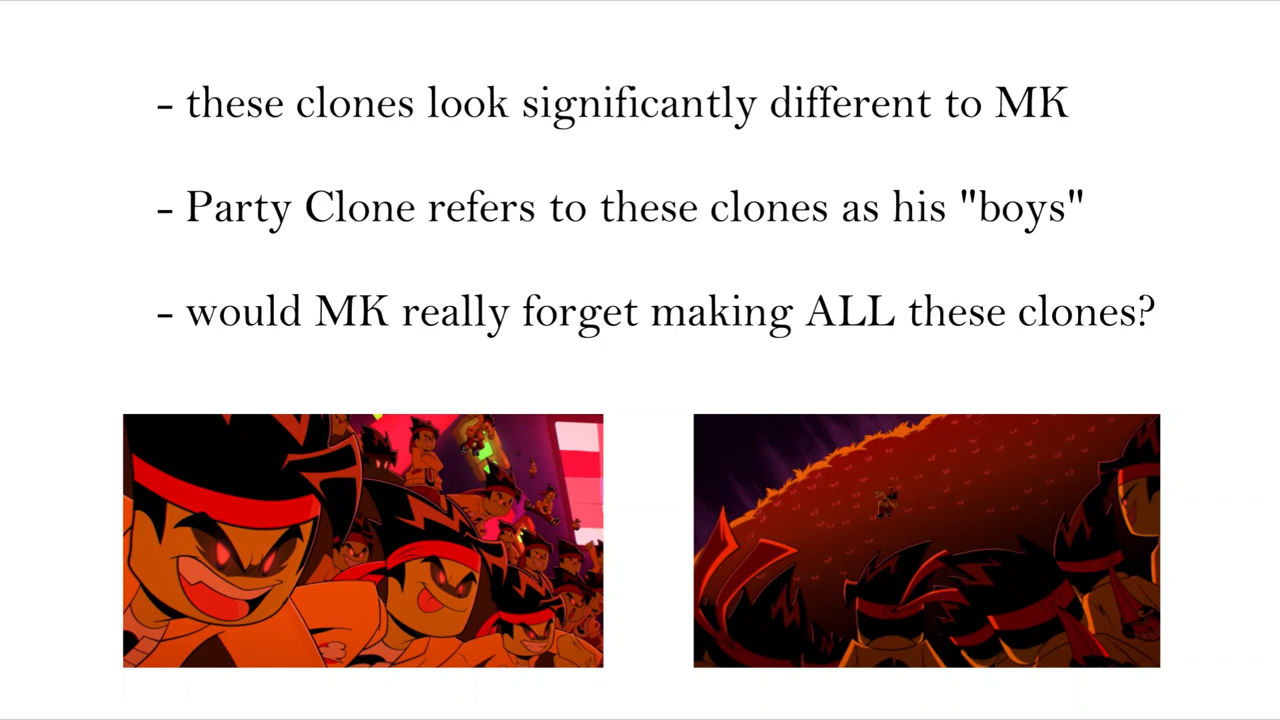 - these clones look significantly different to MK
- Party Clone refers to these clones as his "boys"
- would MK really forget making ALL these clones?